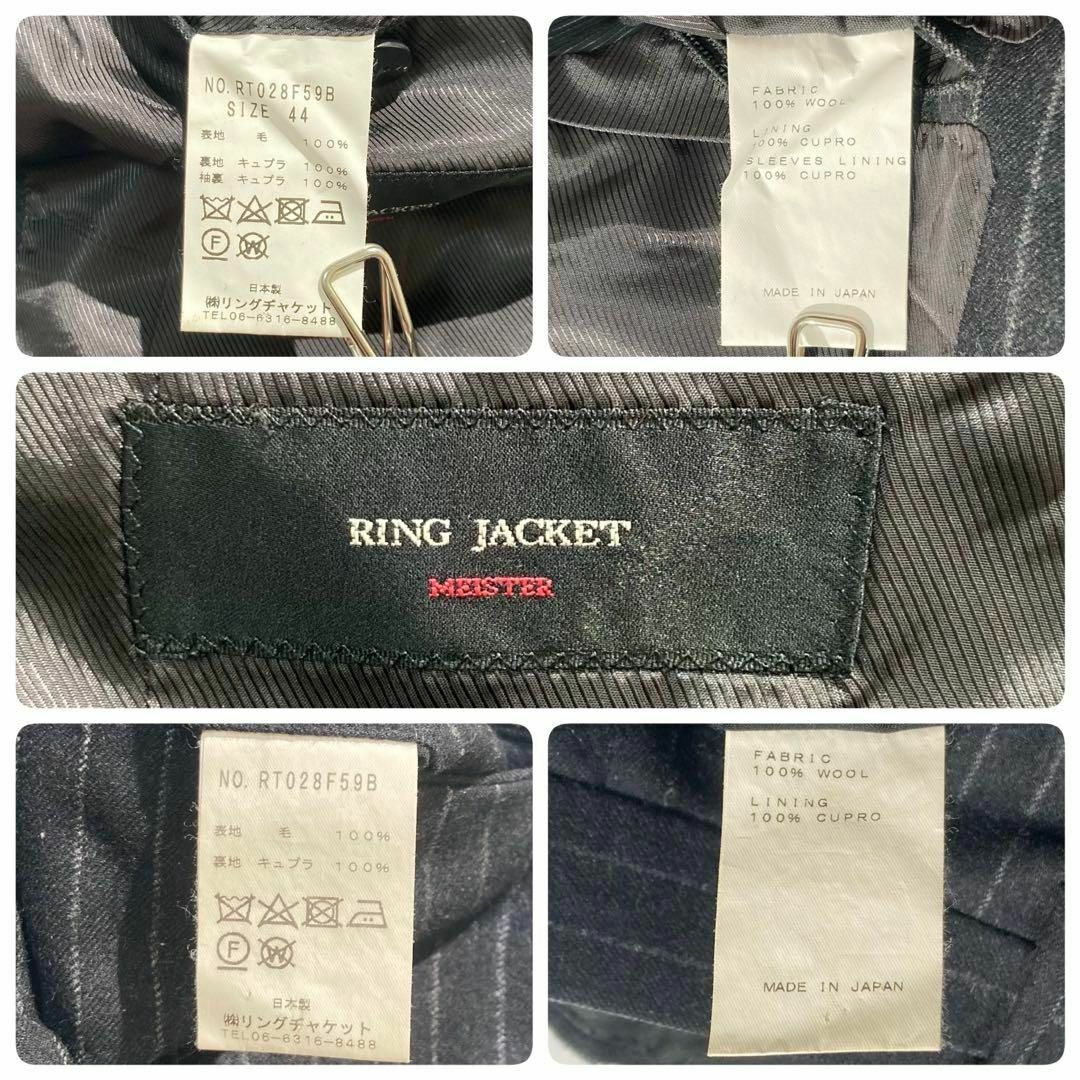 NO.RT028F59B
SIZE 44
表地 毛 100%
裏地 キュプラ 100%
袖裏 キュプラ 100%
F W
日本製
㈱リングヂャケット
TEL06-6316-8488
FABRIC
100% WOOL
LINING
100% CUPRO
SLEEVES LINING
100% CUPRO
MADE IN JAPAN
RING JACKET
MEISTER
NO.RT028F59B
表地 毛 100%
裏地 キュプラ 100%
F W
日本製
㈱リングヂャケット
TEL06-6316-8488
FABRIC
100% WOOL
LINING
100% CUPRO
MADE IN JAPAN